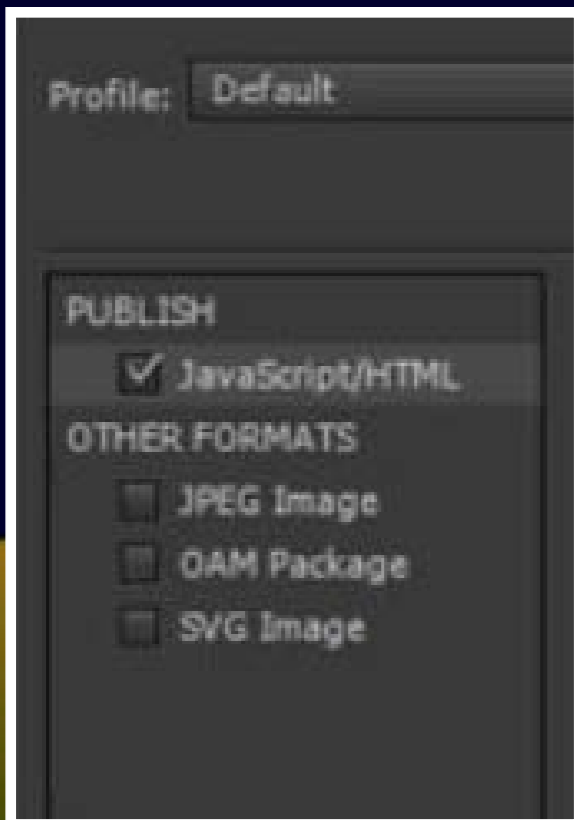 Profile: Default
PUBLISH
JavaScript/HTML
OTHER FORMATS
JPEG Image
OAM Package
SVG Image